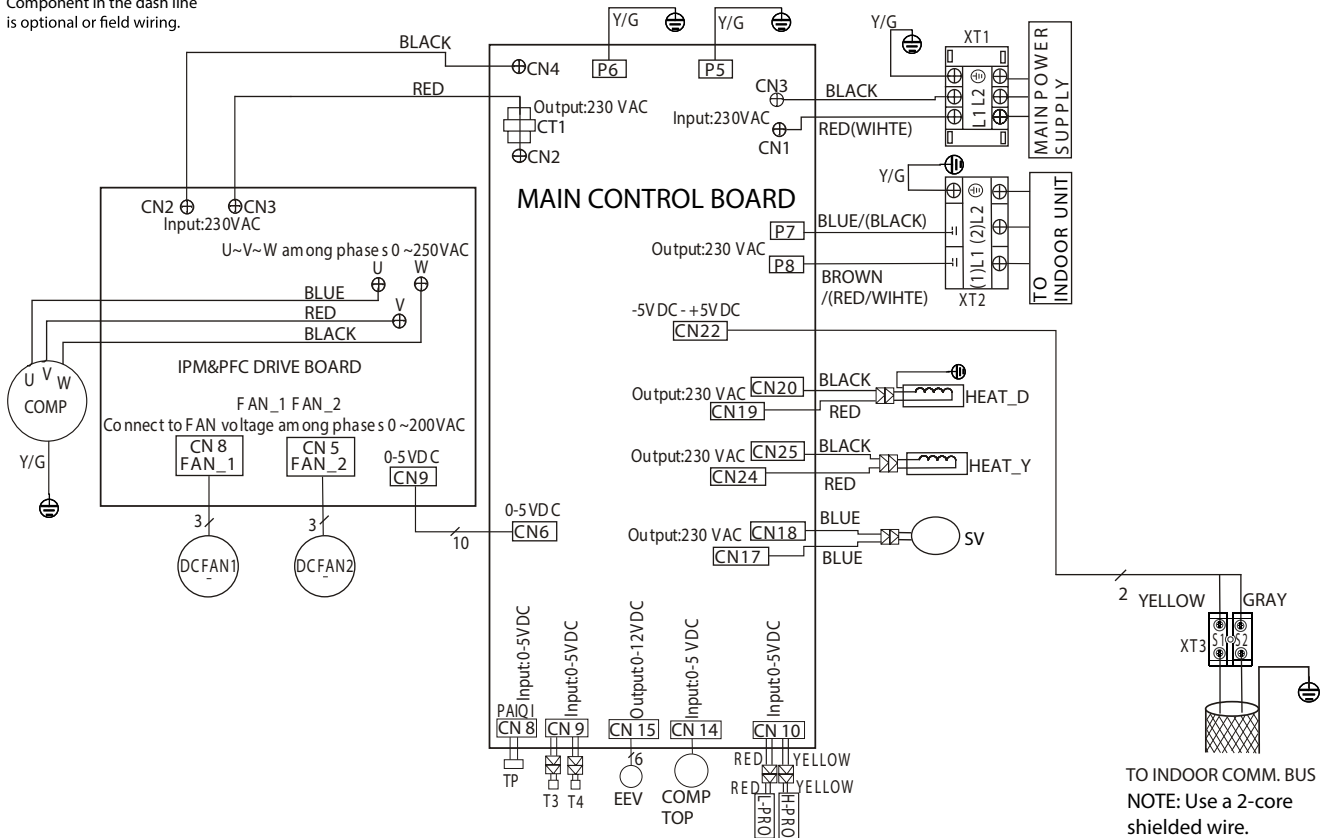 Component in the dash line
is optional or field wiring.
BLACK
RED
CN4
Output:230 VAC
CT1
CN2
Y/G
P6
Y/G
P5
CN3
Input:230VAC
CN1
BLACK
RED(WIHTE)
Y/G
XT1
L1 L2
MAIN POWER
SUPPLY
MAIN CONTROL BOARD
Y/G
P7
BLUE/(BLACK)
Output:230 VAC
P8
BROWN
/(RED/WIHTE)
(1)L1 (2)L2
XT2
TO
INDOOR UNIT
CN2
CN3
Input:230VAC
U~V~W among phases 0 ~250VAC
U
W
V
BLUE
RED
BLACK
U V W
COMP
Y/G
IPM&PFC DRIVE BOARD
FAN_1 FAN_2
Connect to FAN voltage among phases 0 ~200VAC
CN 8
FAN_1
CN 5
FAN_2
0-5VDC
CN9
3
3
10
DCFAN1
DCFAN2
0-5VDC
CN6
-5V DC - +5V DC
CN22
Output:230 VAC
CN20
CN19
BLACK
RED
HEAT_D
Output:230 VAC
CN25
CN24
BLACK
RED
HEAT_Y
Output:230 VAC
CN18
CN17
BLUE
BLUE
SV
2
YELLOW
GRAY
XT3
S1 S2
Input:0-5VDC
PAIQI
CN 8
TP
Input:0-5VDC
CN 9
T3
T4
Output:0-12VDC
CN 15
6
EEV
Input:0-5 VDC
CN 14
COMP
TOP
Input:0-5VDC
CN 10
RED
YELLOW
RED
YELLOW
L-PRO
H-PRO
TO INDOOR COMM. BUS
NOTE: Use a 2-core
shielded wire.